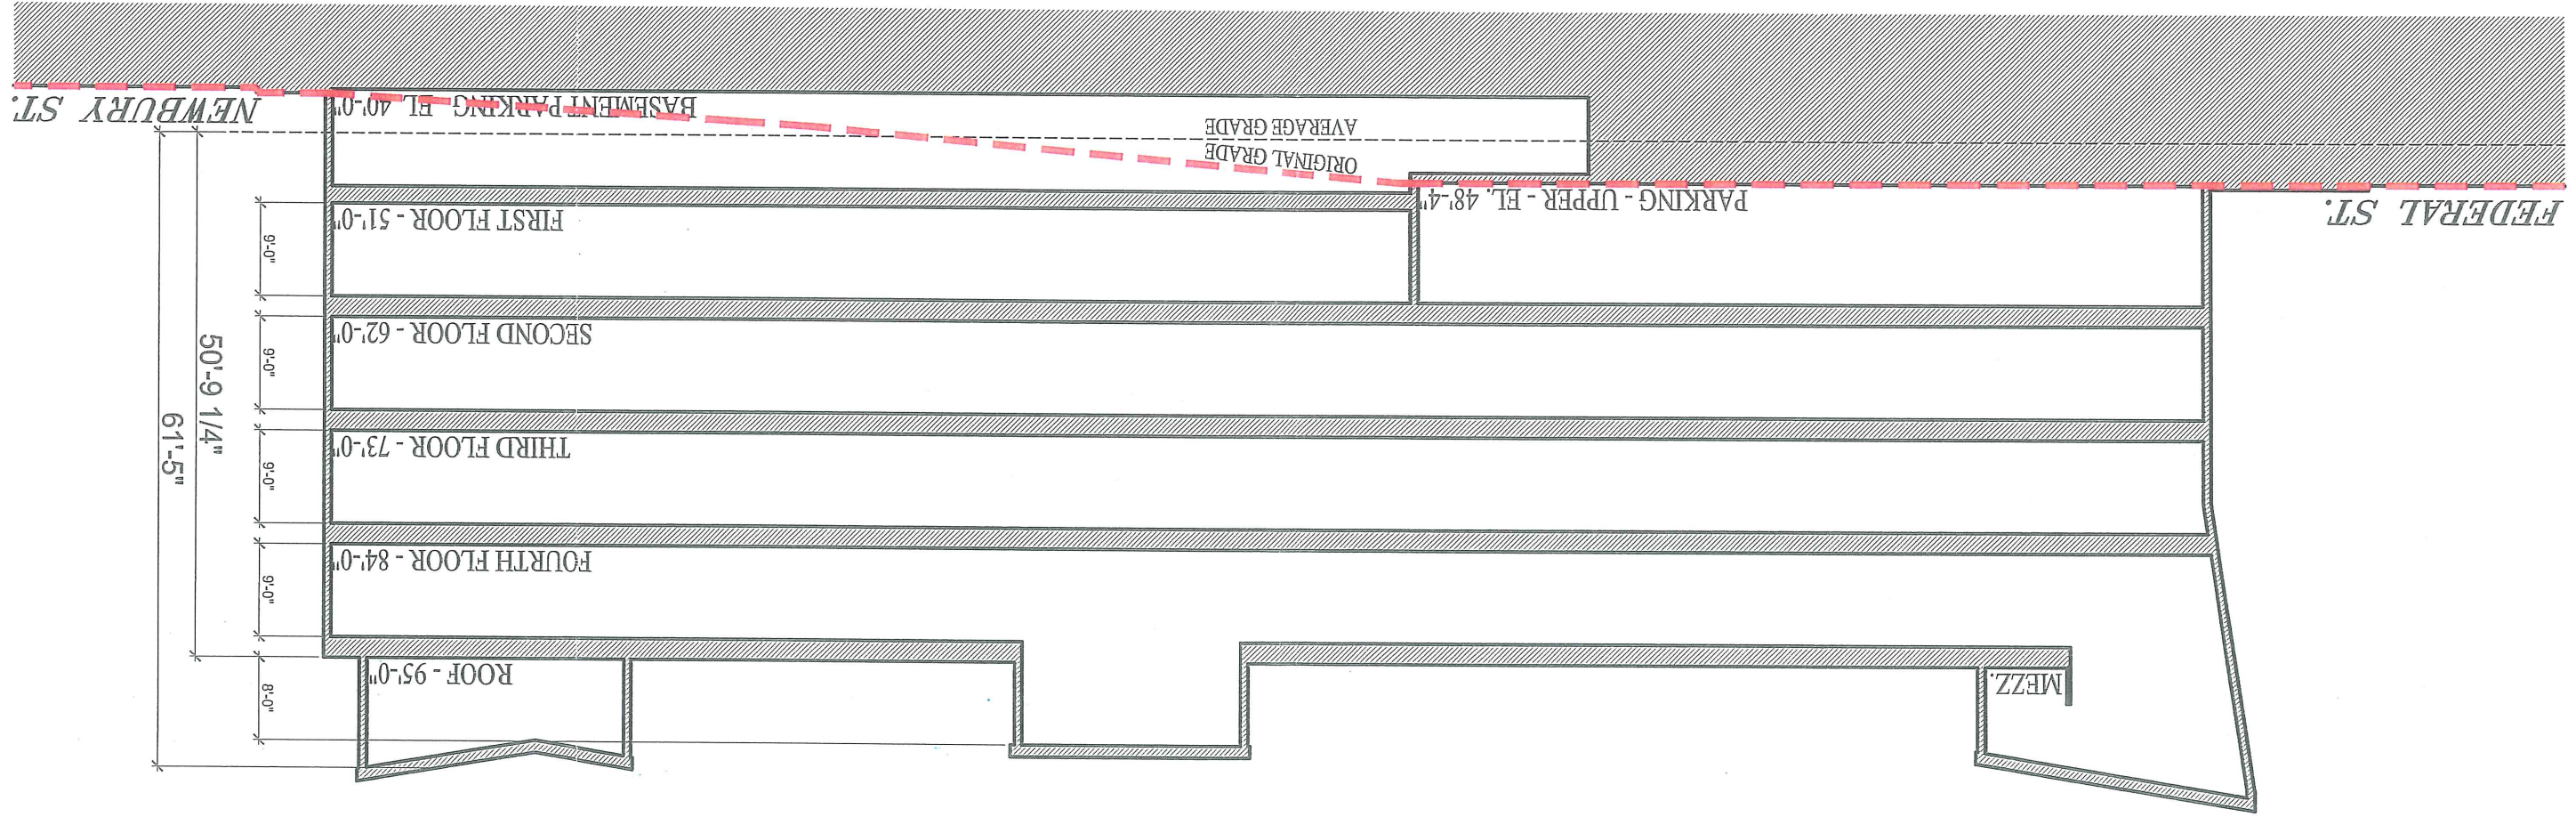 MEZZ.
ROOF - 95'-0"
8'-0"
FOURTH FLOOR - 84'-0"
9'-0"
THIRD FLOOR - 73'-0"
9'-0"
61'-5"
50'-9 1/4"
SECOND FLOOR - 62'-0"
9'-0"
FIRST FLOOR - 51'-0"
9'-0"
FEDERAL ST.
PARKING - UPPER - EL. 48'-4"
ORIGINAL GRADE
AVERAGE GRADE
BASEMENT PARKING - EL. 40'-0"
NEWBURY ST.